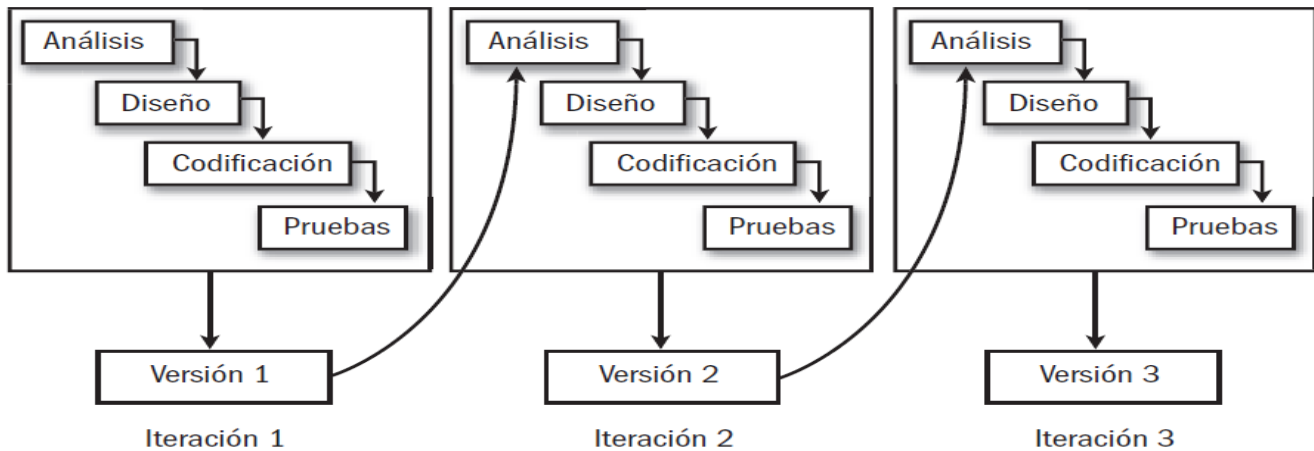 Análisis
Diseño
Codificación
Pruebas
Versión 1
Iteración 1
Análisis
Diseño
Codificación
Pruebas
Versión 2
Iteración 2
Análisis
Diseño
Codificación
Pruebas
Versión 3
Iteración 3